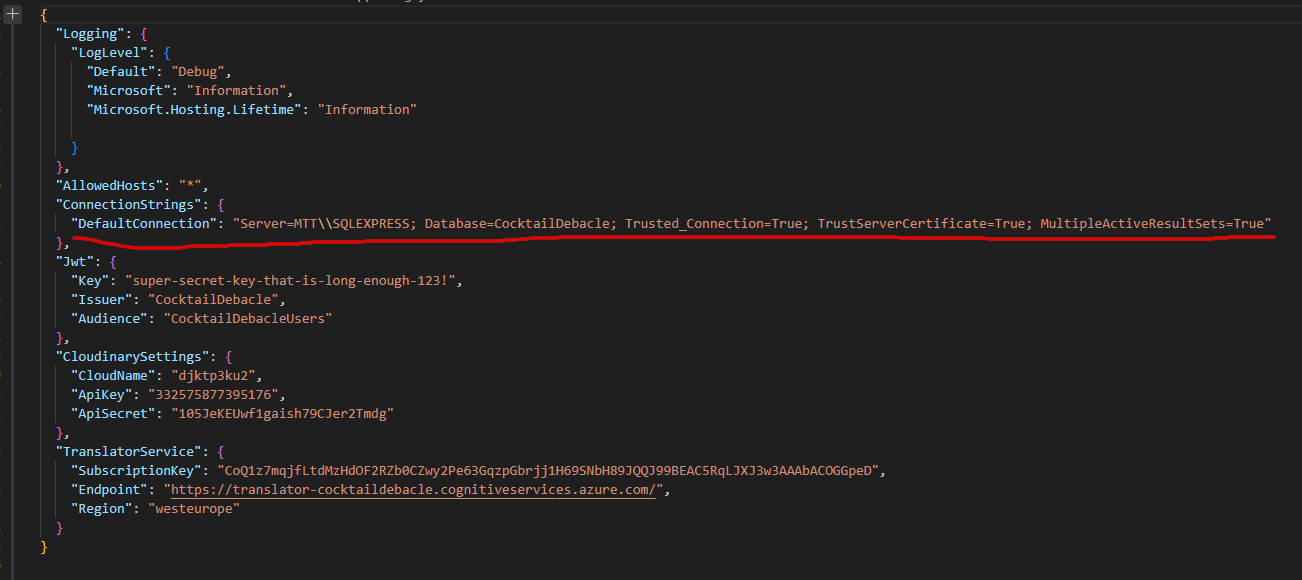 {
"Logging": {
"LogLevel": {
"Default": "Debug",
"Microsoft": "Information",
"Microsoft.Hosting.Lifetime": "Information"
}
},
"AllowedHosts": "*",
"ConnectionStrings": {
"DefaultConnection": "Server=MTT\\SQLEXPRESS; Database=CocktailDebacle; Trusted_Connection=True; TrustServerCertificate=True; MultipleActiveResultSets=True"
},
"Jwt": {
"Key": "super-secret-key-that-is-long-enough-123!",
"Issuer": "CocktailDebacle",
"Audience": "CocktailDebacleUsers"
},
"CloudinarySettings": {
"CloudName": "djktp3ku2",
"ApiKey": "332575877395176",
"ApiSecret": "105JeKEUwf1gaish79CJer2Tmdg"
},
"TranslatorService": {
"SubscriptionKey": "CoQ1z7mqjfLtdMzHdOF2RZb0CZwy2Pe63GqzpGbrjj1H69SNbH89JQQJ99BEAC5RqLJXJ3w3AAAbACOGGpeD",
"Endpoint": "https://translator-cocktaildebacle.cognitiveservices.azure.com/",
"Region": "westeurope"
}
}